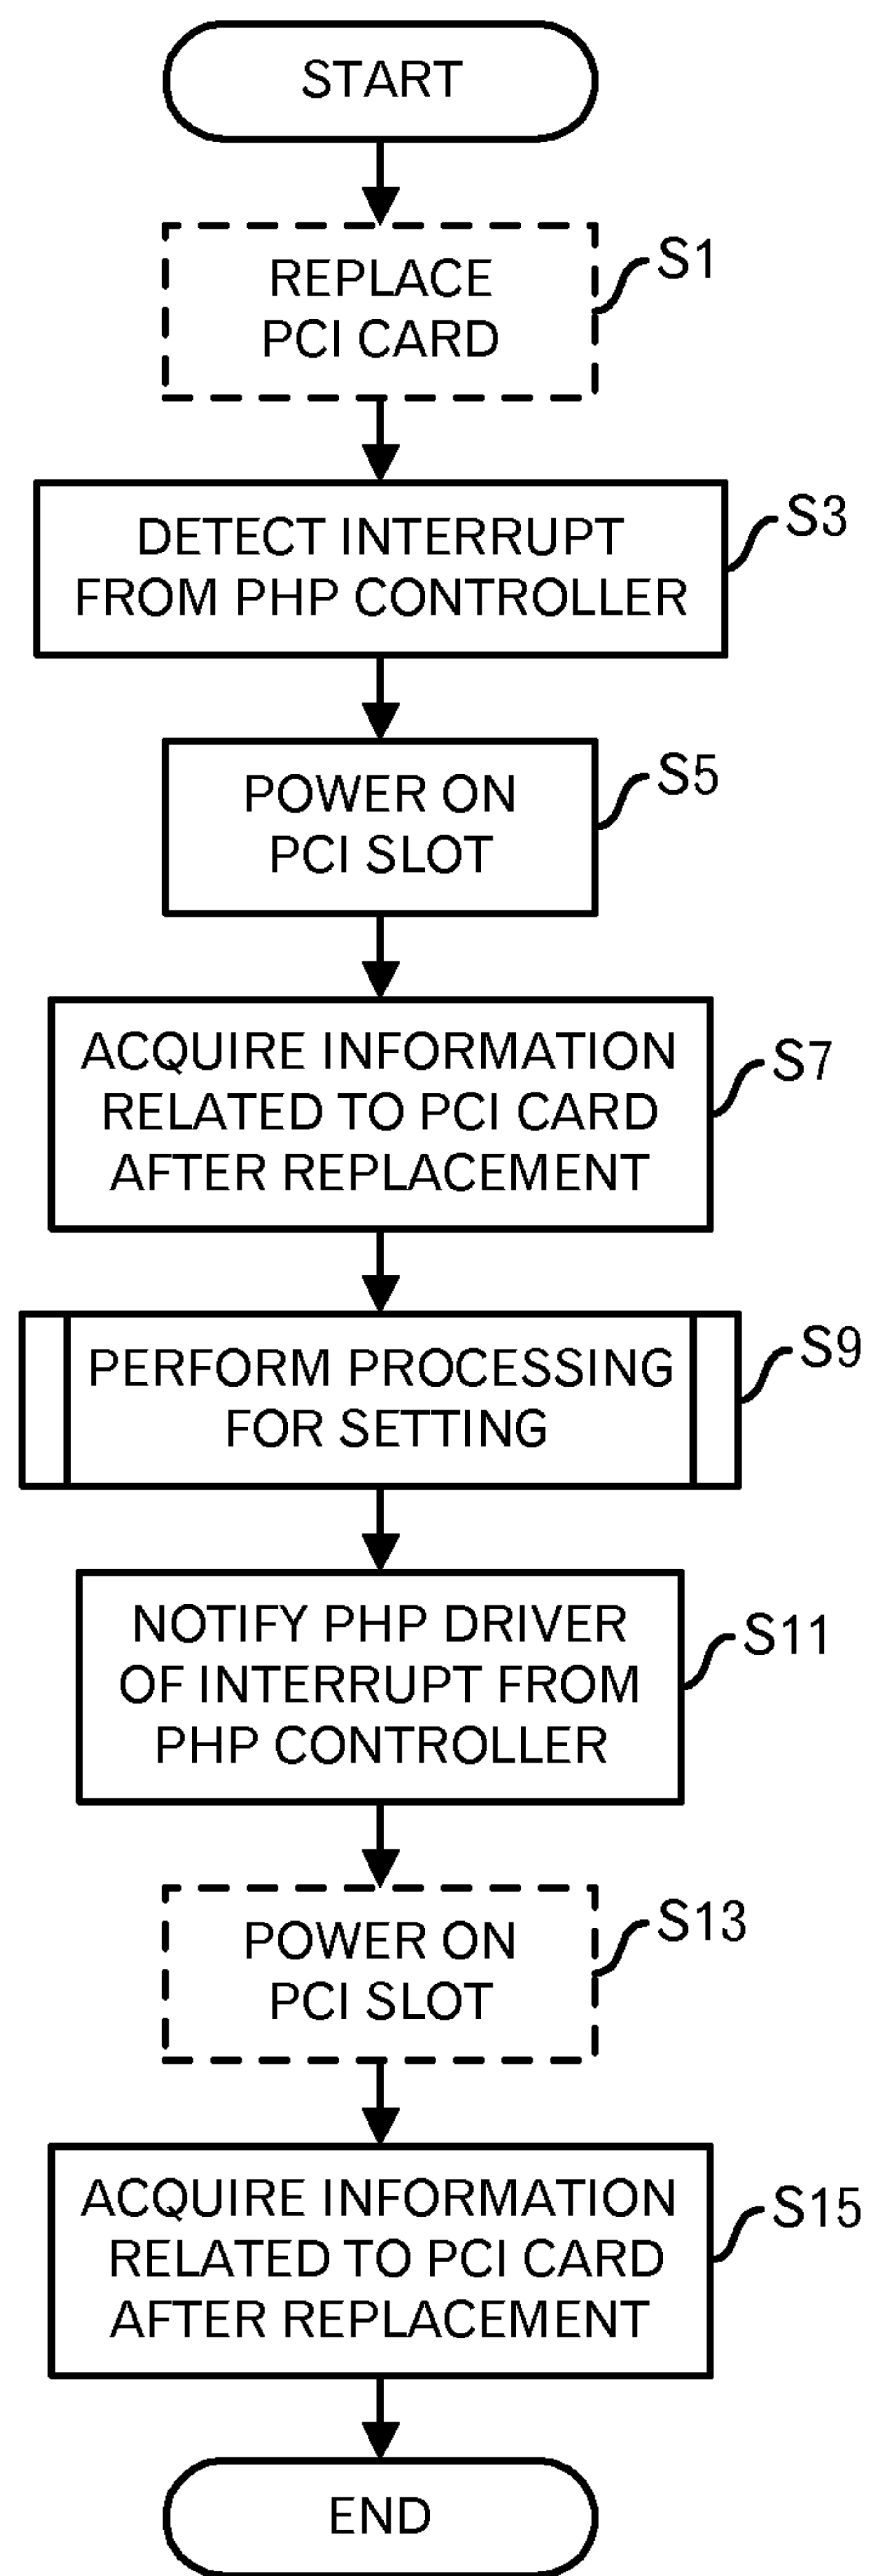 START
REPLACE
PCI CARD
S1
DETECT INTERRUPT
FROM PHP CONTROLLER
S3
POWER ON
PCI SLOT
S5
ACQUIRE INFORMATION
RELATED TO PCI CARD
AFTER REPLACEMENT
S7
PERFORM PROCESSING
FOR SETTING
S9
NOTIFY PHP DRIVER
OF INTERRUPT FROM
PHP CONTROLLER
S11
POWER ON
PCI SLOT
S13
ACQUIRE INFORMATION
RELATED TO PCI CARD
AFTER REPLACEMENT
S15
END